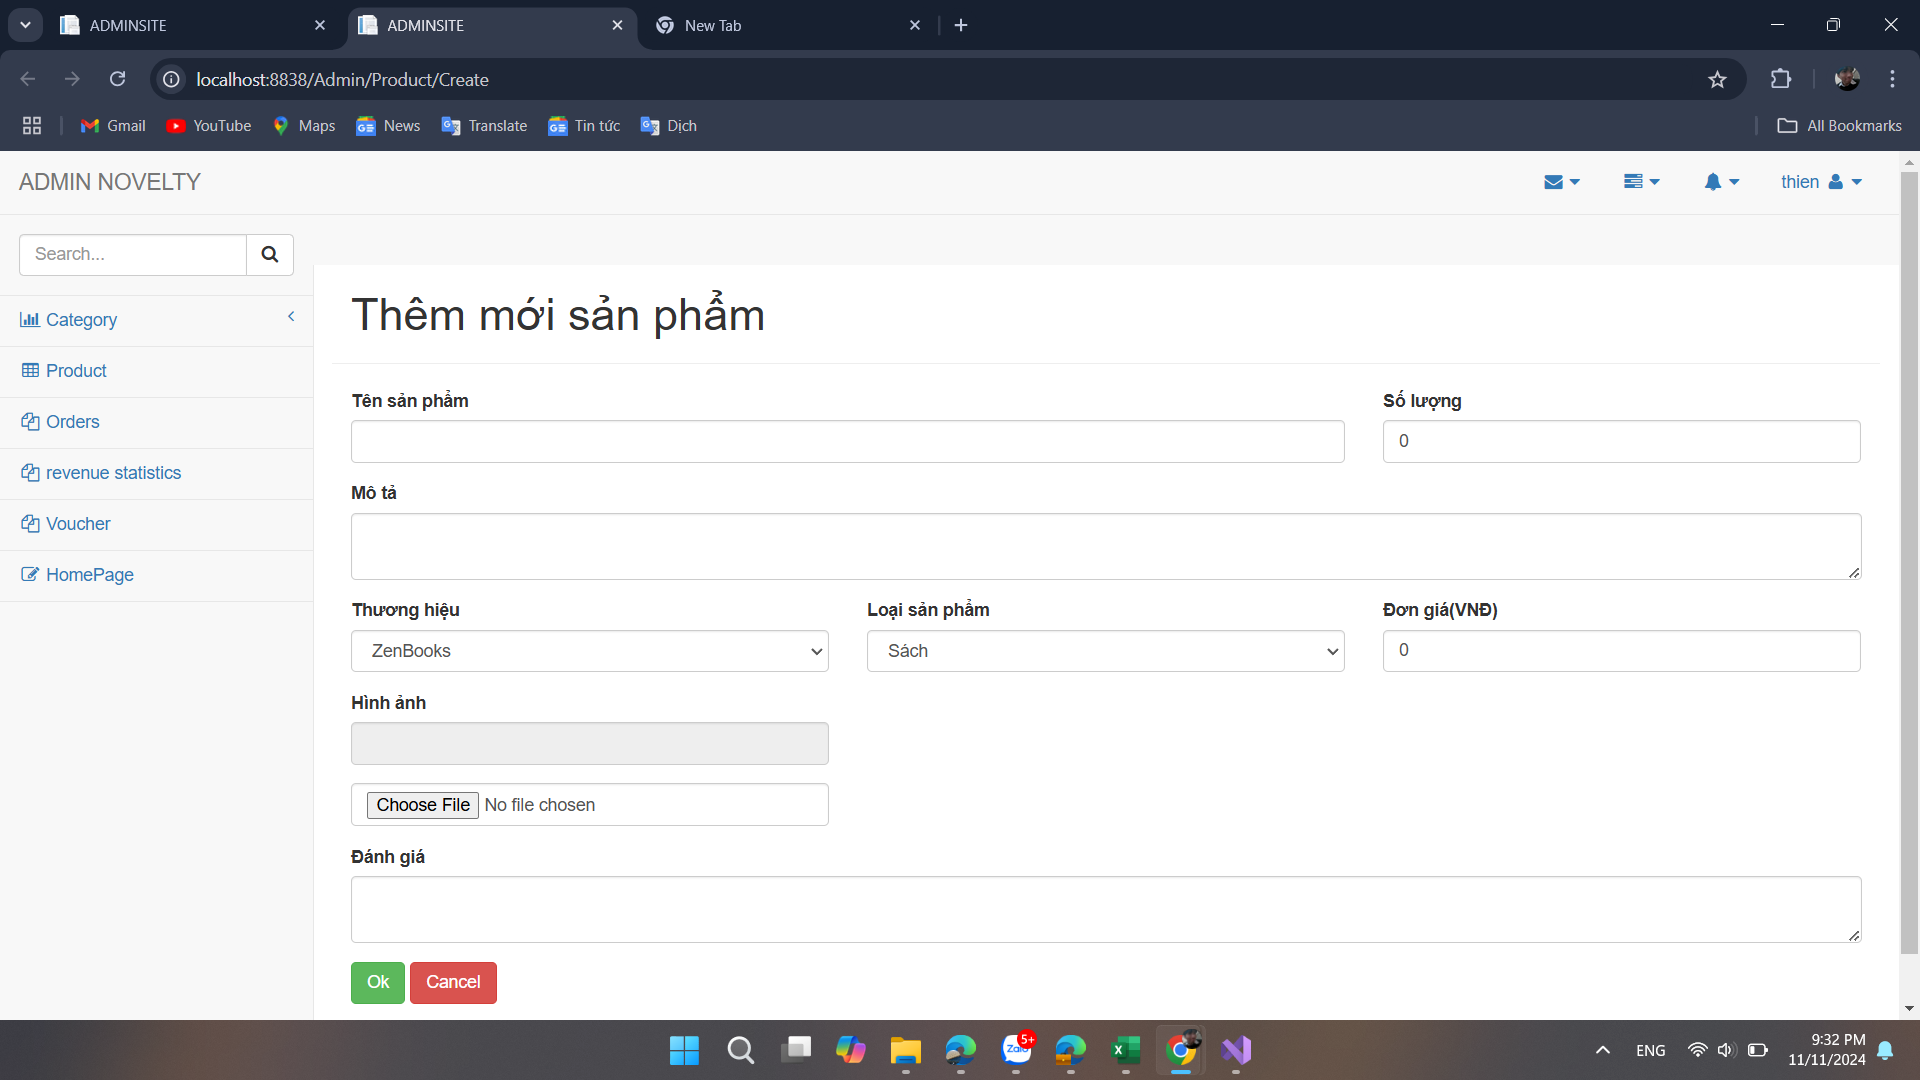 ADMINSITE
ADMINSITE
New Tab
localhost:8838/Admin/Product/Create
Gmail
YouTube
Maps
News
Translate
Tin tức
Dịch
All Bookmarks
ADMIN NOVELTY
thien
Search...
Category
Product
Orders
revenue statistics
Voucher
HomePage
Thêm mới sản phẩm
Tên sản phẩm
Số lượng
0
Mô tả
Thương hiệu
Loại sản phẩm
Đơn giá(VNĐ)
ZenBooks
Sách
0
Hình ảnh
Choose File No file chosen
Đánh giá
Ok
Cancel
Zalo
5+
ENG
9:32 PM
11/11/2024